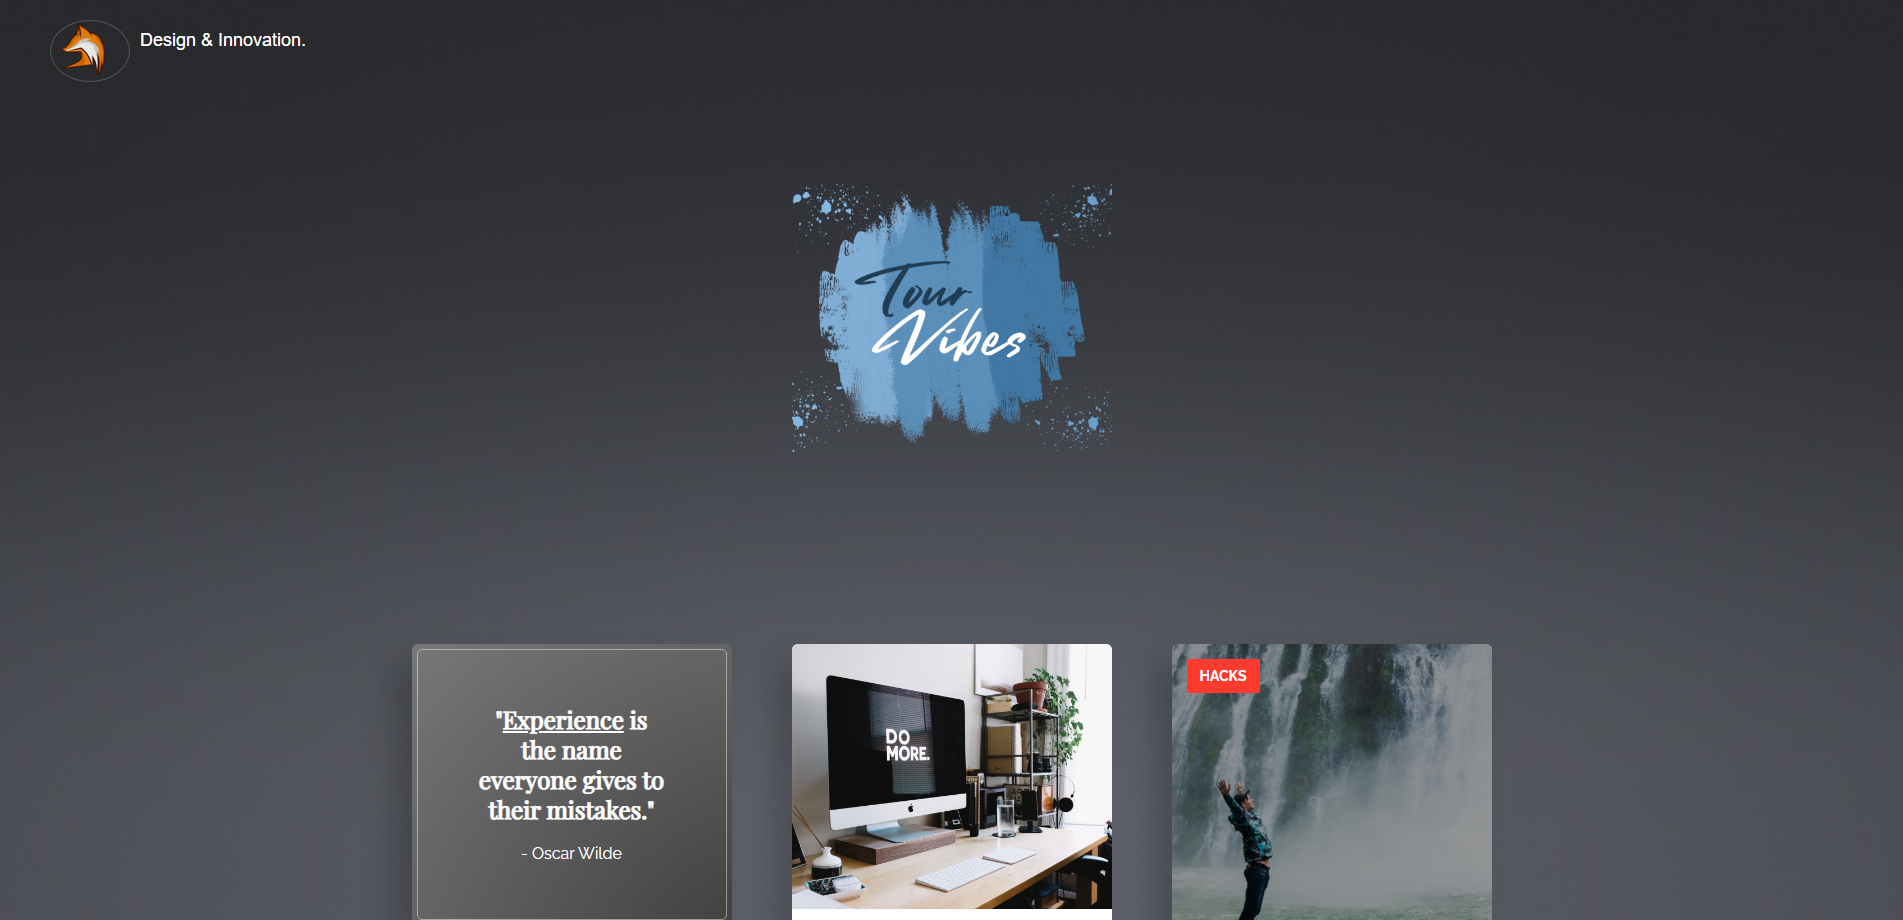 Design & Innovation.
Tour
Vibes
"Experience is
the name
everyone gives to
their mistakes."
- Oscar Wilde
DO
MORE.
HACKS